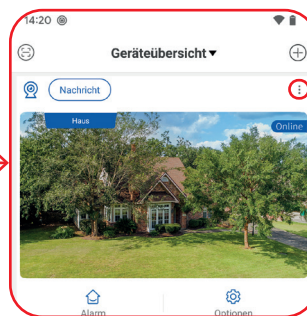 14:20
Geräteübersicht
Nachricht
Haus
Online
Alarm
Optionen